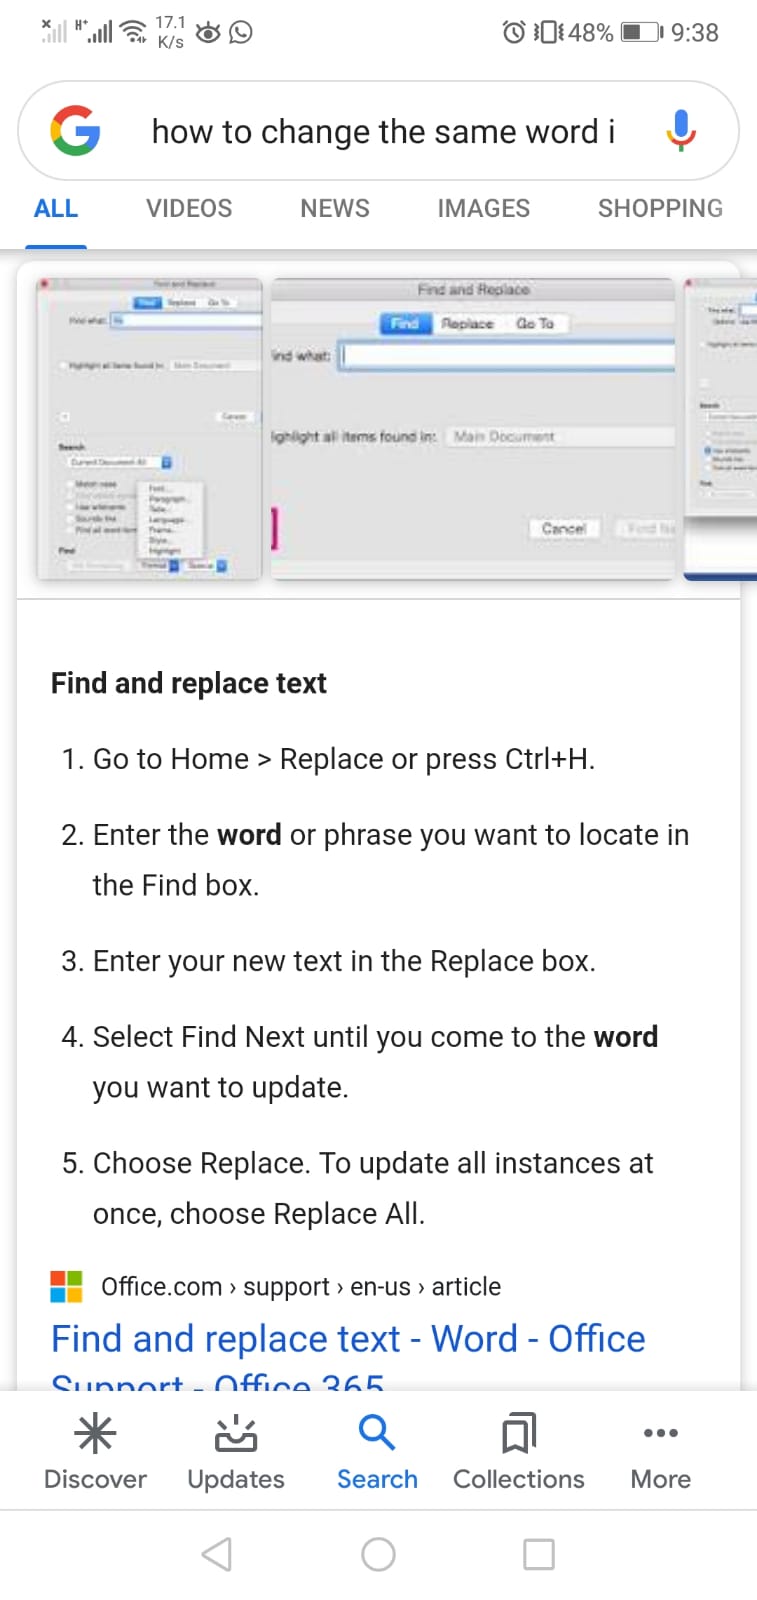 17.1
K/s
H+
48%
9:38
how to change the same word i
ALL VIDEOS NEWS IMAGES SHOPPING
Find and Replace
Find Replace Go To
Find and Replace
Find Replace Go To
ind what:
ighlight all items found in: Main Document
Cancel
Find and replace text
1. Go to Home > Replace or press Ctrl+H.
2. Enter the word or phrase you want to locate in
the Find box.
3. Enter your new text in the Replace box.
4. Select Find Next until you come to the word
you want to update.
5. Choose Replace. To update all instances at
once, choose Replace All.
Office.com › support › en-us › article
Find and replace text - Word - Office
Support - Office 365
Discover Updates Search Collections More